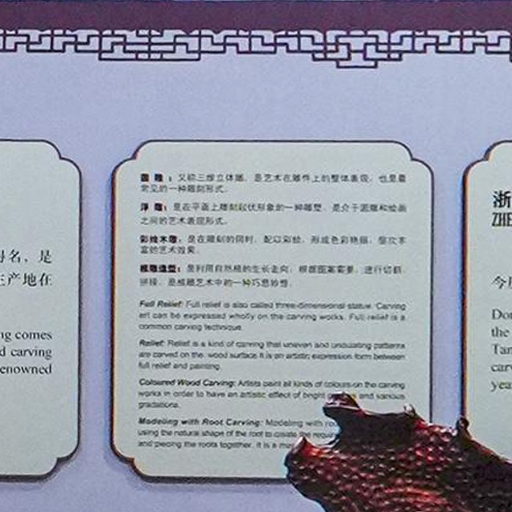 得名，是
主产地在
ng comes
d carving
enowned
圆 雕：又称三维立体雕，是艺术在雕件上的整体表现，也是最
常见的一种雕刻形式。
浮 雕：是在平面上雕刻起伏形象的一种雕塑，是介于圆雕和绘画
之间的艺术表现形式。
彩绘木雕：是在雕刻的同时，配以彩绘，形成色彩艳丽，层次丰
富的艺术效果。
根雕造型：是利用自然根的生长走向，根据图案需要，进行切割、
拼接，是根雕艺术中的一种巧思妙想。
Full Relief: Full relief is also called three-dimensional statue. Carving
art can be expressed wholly on the carving works. Full relief is a
common carving technique.
Relief: Relief is a kind of carving that uneven and undulating patterns
are carved on the wood surface. It is an artistic expression form between
full relief and painting.
Coloured Wood Carving: Artists paint all kinds of colours on the carving
works in order to have an artistic effect of bright and various
gradations.
Modeling with Root Carving: Modeling with
using the natural shape of the root to create the
and piecing the roots together. It is a
浙
ZHE
今
Don
the
Tan
carv
yea